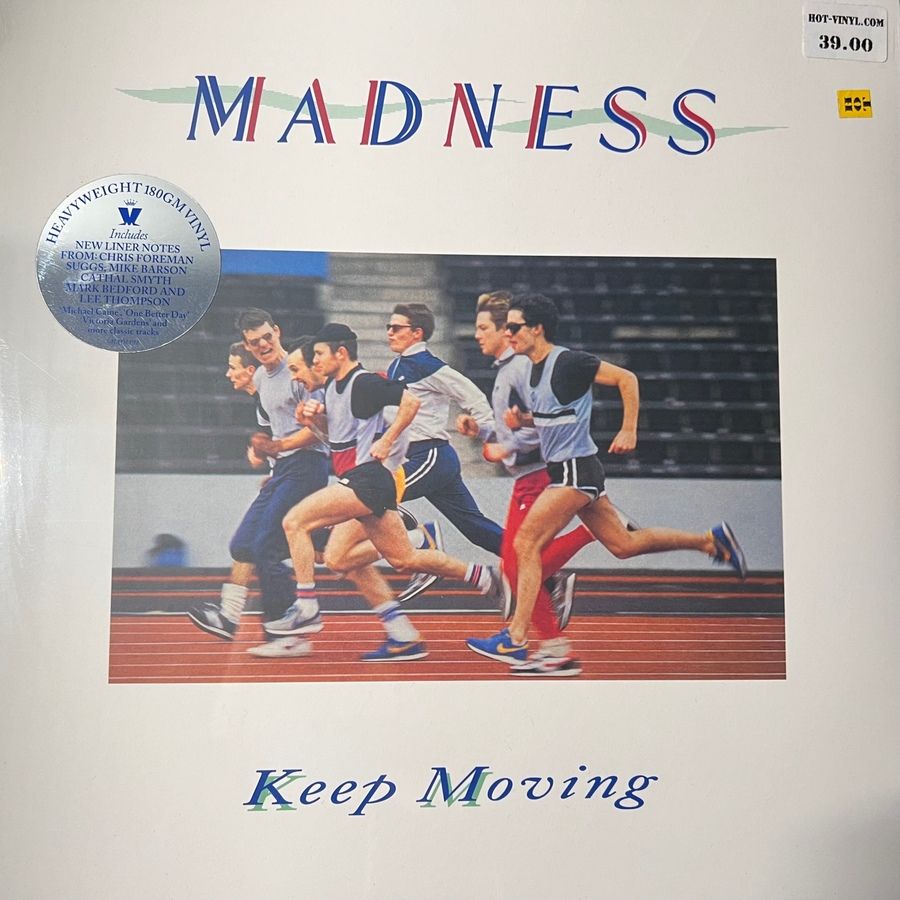 HOT-VINYL.COM
39.00
HOT
MADNESS
HEAVYWEIGHT 180GM VINYL
Includes
NEW LINER NOTES
FROM: CHRIS FOREMAN
SUGGS, MIKE BARSON
CATHAL SMYTH
MARK BEDFORD AND
LEE THOMPSON
'Michael Caine', 'One Better Day'
'Victoria Gardens' and
more classic tracks
Keep Moving